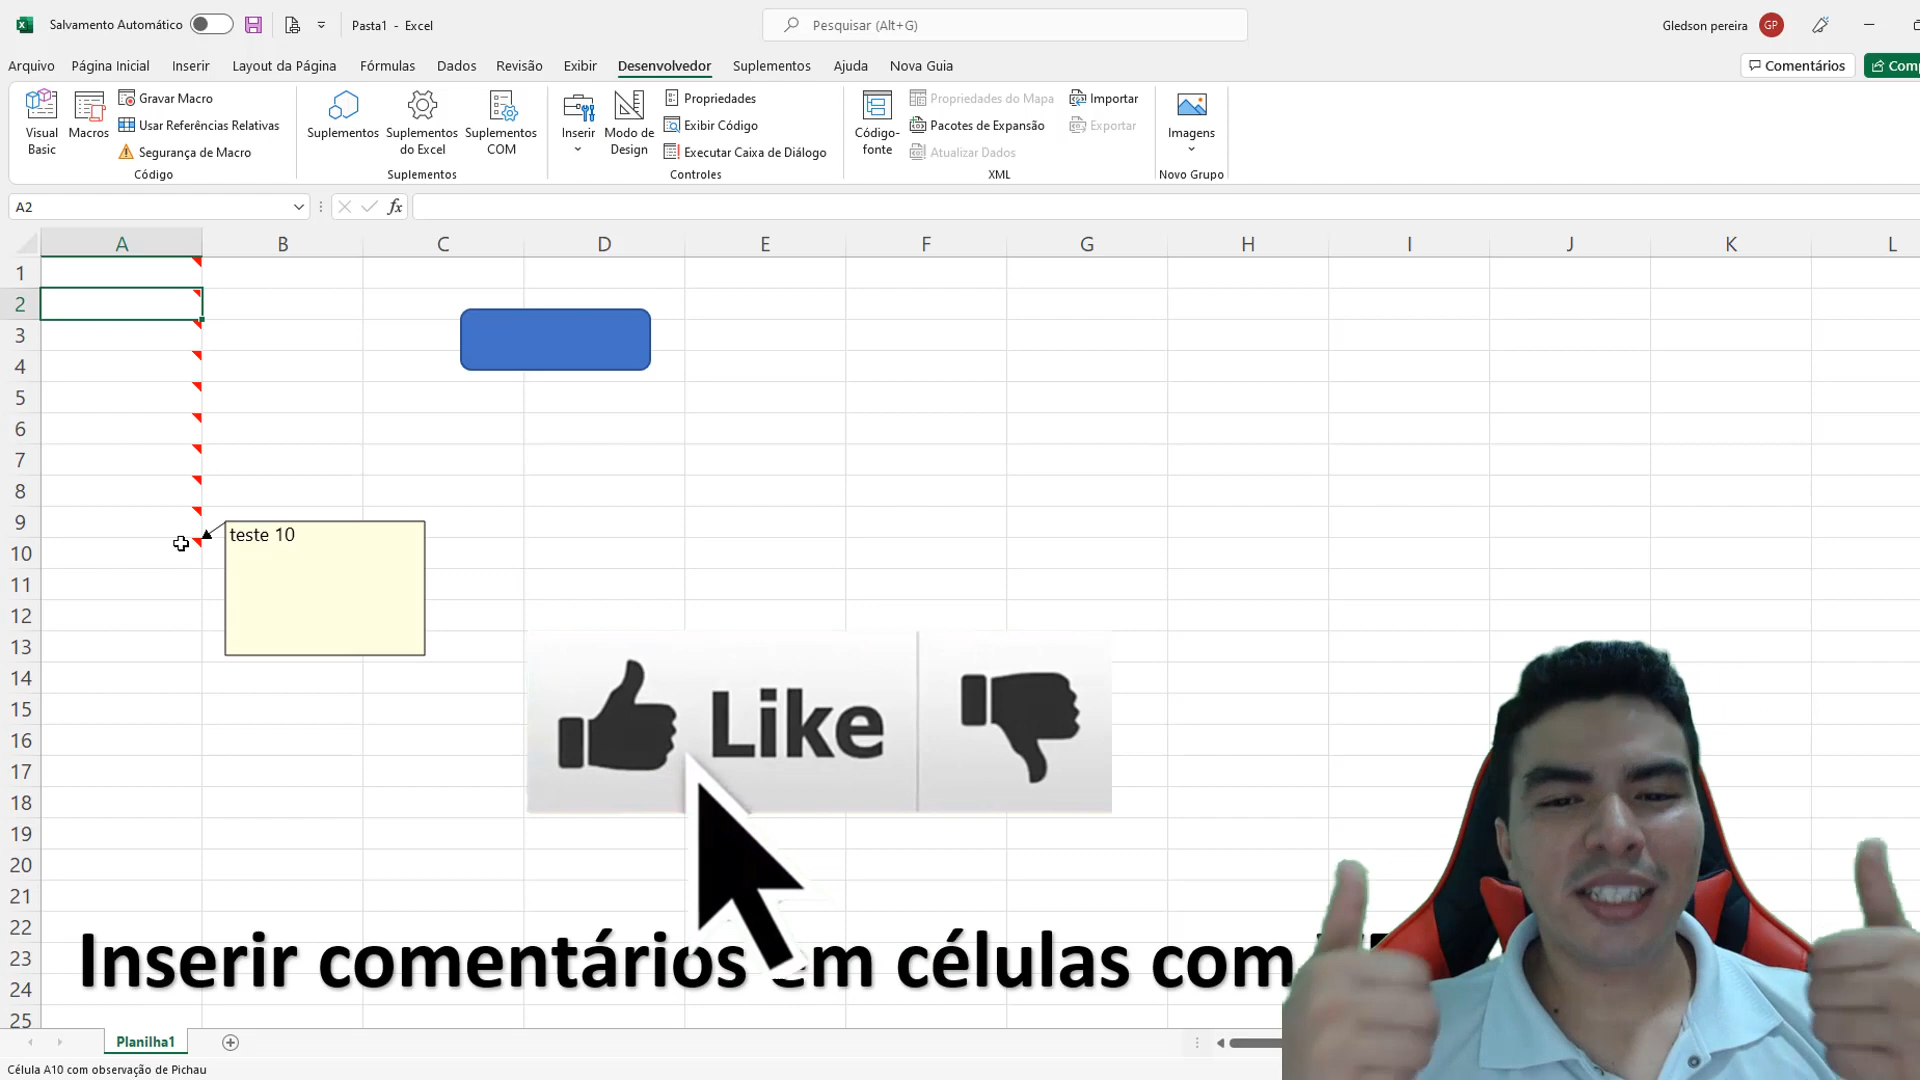 Salvamento Automático
Pasta1 - Excel
Pesquisar (Alt+G)
Gledson pereira
GP
Arquivo
Página Inicial
Inserir
Layout da Página
Fórmulas
Dados
Revisão
Exibir
Desenvolvedor
Suplementos
Ajuda
Nova Guia
Comentários
Visual Basic
Macros
Gravar Macro
Usar Referências Relativas
Segurança de Macro
Código
Suplementos
Suplementos do Excel
Suplementos COM
Suplementos
Inserir
Modo de Design
Propriedades
Exibir Código
Executar Caixa de Diálogo
Controles
Código-fonte
Propriedades do Mapa
Pacotes de Expansão
Atualizar Dados
Importar
Exportar
XML
Imagens
Novo Grupo
A2
fx
A B C D E F G H I J K L
1
2
3
4
5
6
7
8
9
10
11
12
13
14
15
16
17
18
19
20
21
22
23
24
25
teste 10
Like
Inserir comentários em células com
Planilha1
Célula A10 com observação de Pichau